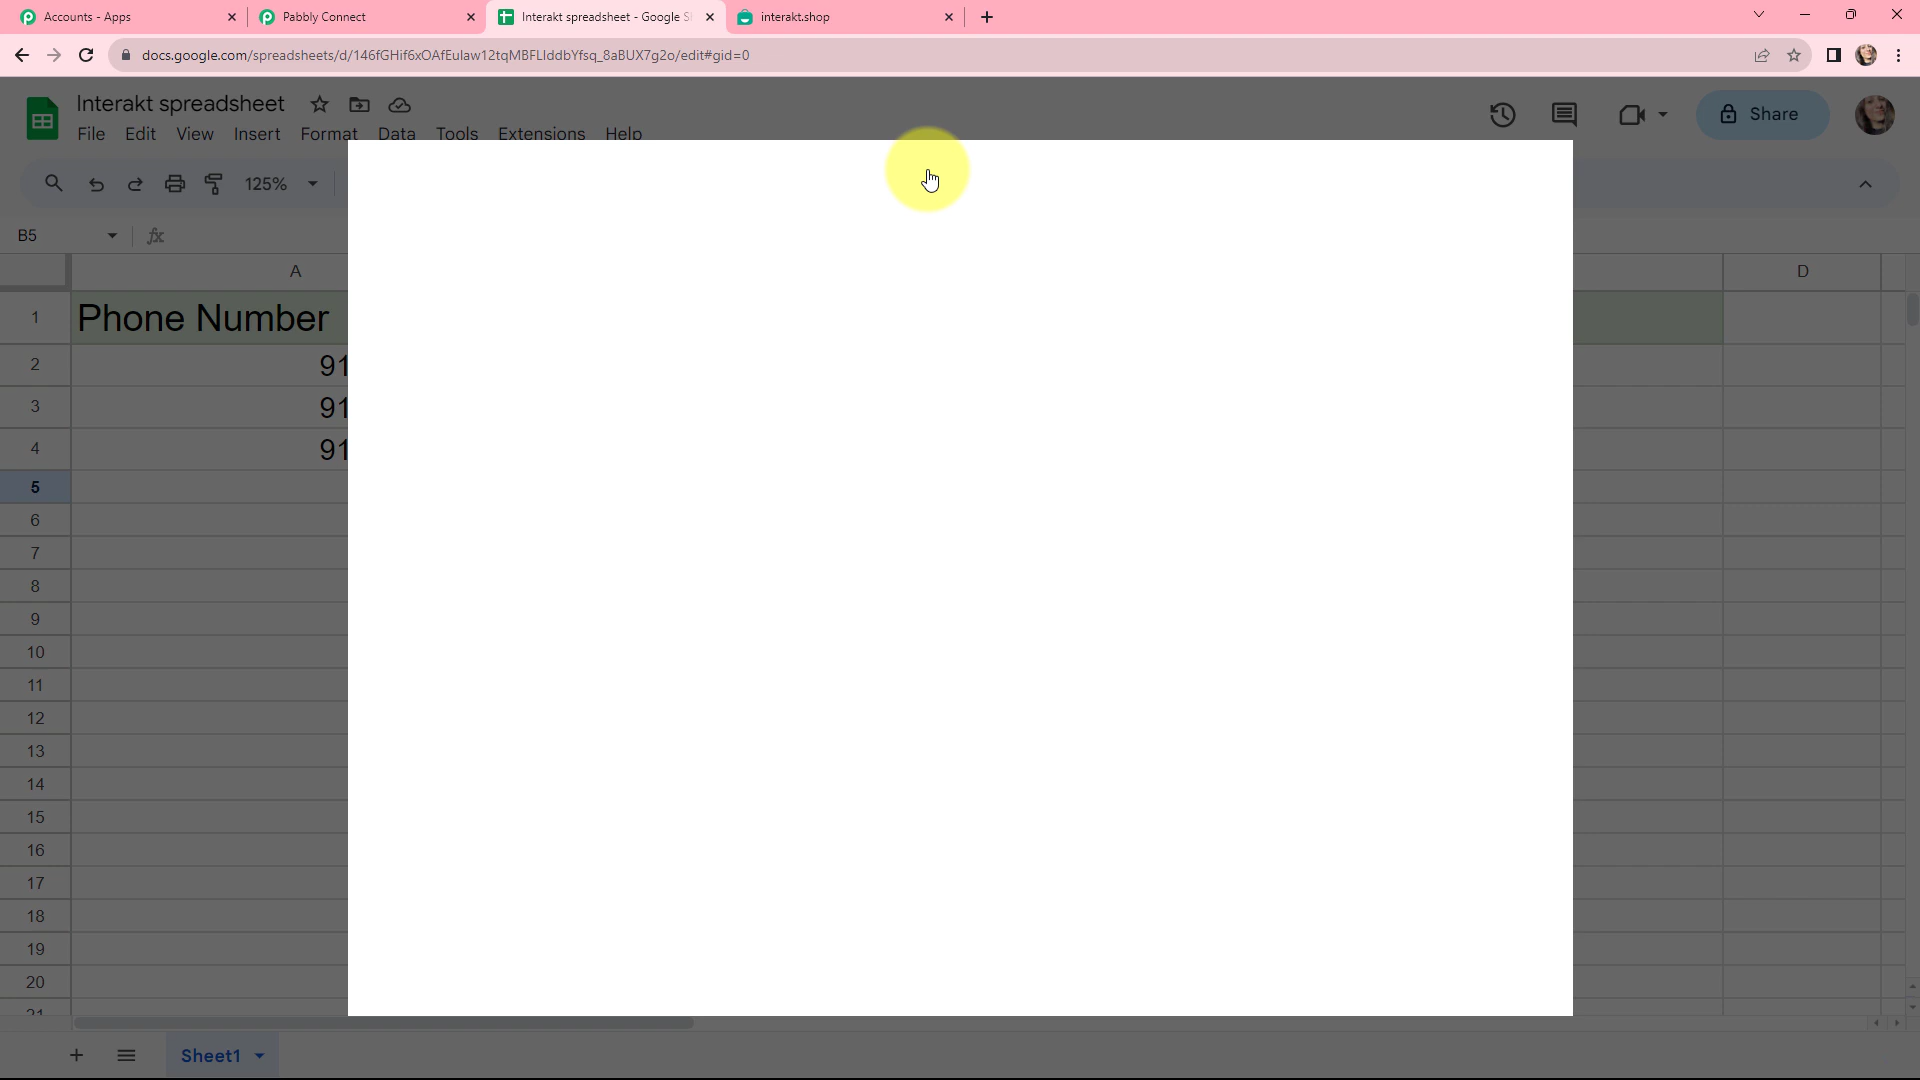 Accounts - Apps
Pabbly Connect
Interakt spreadsheet - Google S
interakt.shop
docs.google.com/spreadsheets/d/146fGHif6xOAfEulaw12tqMBFLIddbYfsq_8aBUX7g2o/edit#gid=0
Interakt spreadsheet
File Edit View Insert Format Data Tools Extensions Help
Share
125%
B5
fx
A
D
1 Phone Number
2 91
3 91
4 91
5
6
7
8
9
10
11
12
13
14
15
16
17
18
19
20
21
Sheet1